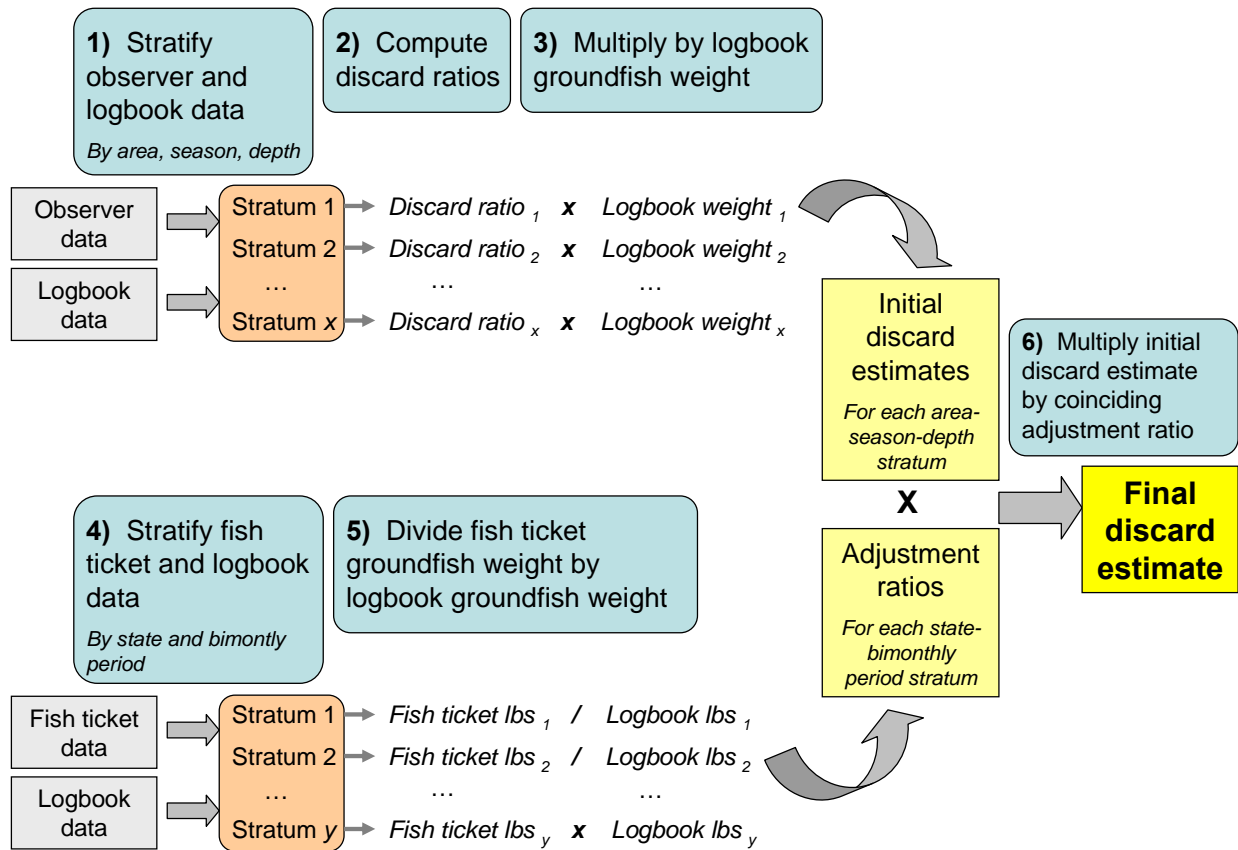 1) Stratify
observer and
logbook data
By area, season, depth
2) Compute
discard ratios
3) Multiply by logbook
groundfish weight
Observer
data
Logbook
data
Stratum 1
Stratum 2
…
Stratum x
Discard ratio 1 x Logbook weight 1
Discard ratio 2 x Logbook weight 2
… …
Discard ratio x x Logbook weight x
Initial
discard
estimates
For each area-
season-depth
stratum
X
Adjustment
ratios
For each state-
bimonthly
period stratum
6) Multiply initial
discard estimate
by coinciding
adjustment ratio
Final
discard
estimate
4) Stratify fish
ticket and logbook
data
By state and bimontly
period
5) Divide fish ticket
groundfish weight by
logbook groundfish weight
Fish ticket
data
Logbook
data
Stratum 1
Stratum 2
…
Stratum y
Fish ticket lbs 1 / Logbook lbs 1
Fish ticket lbs 2 / Logbook lbs 2
… …
Fish ticket lbs y x Logbook lbs y